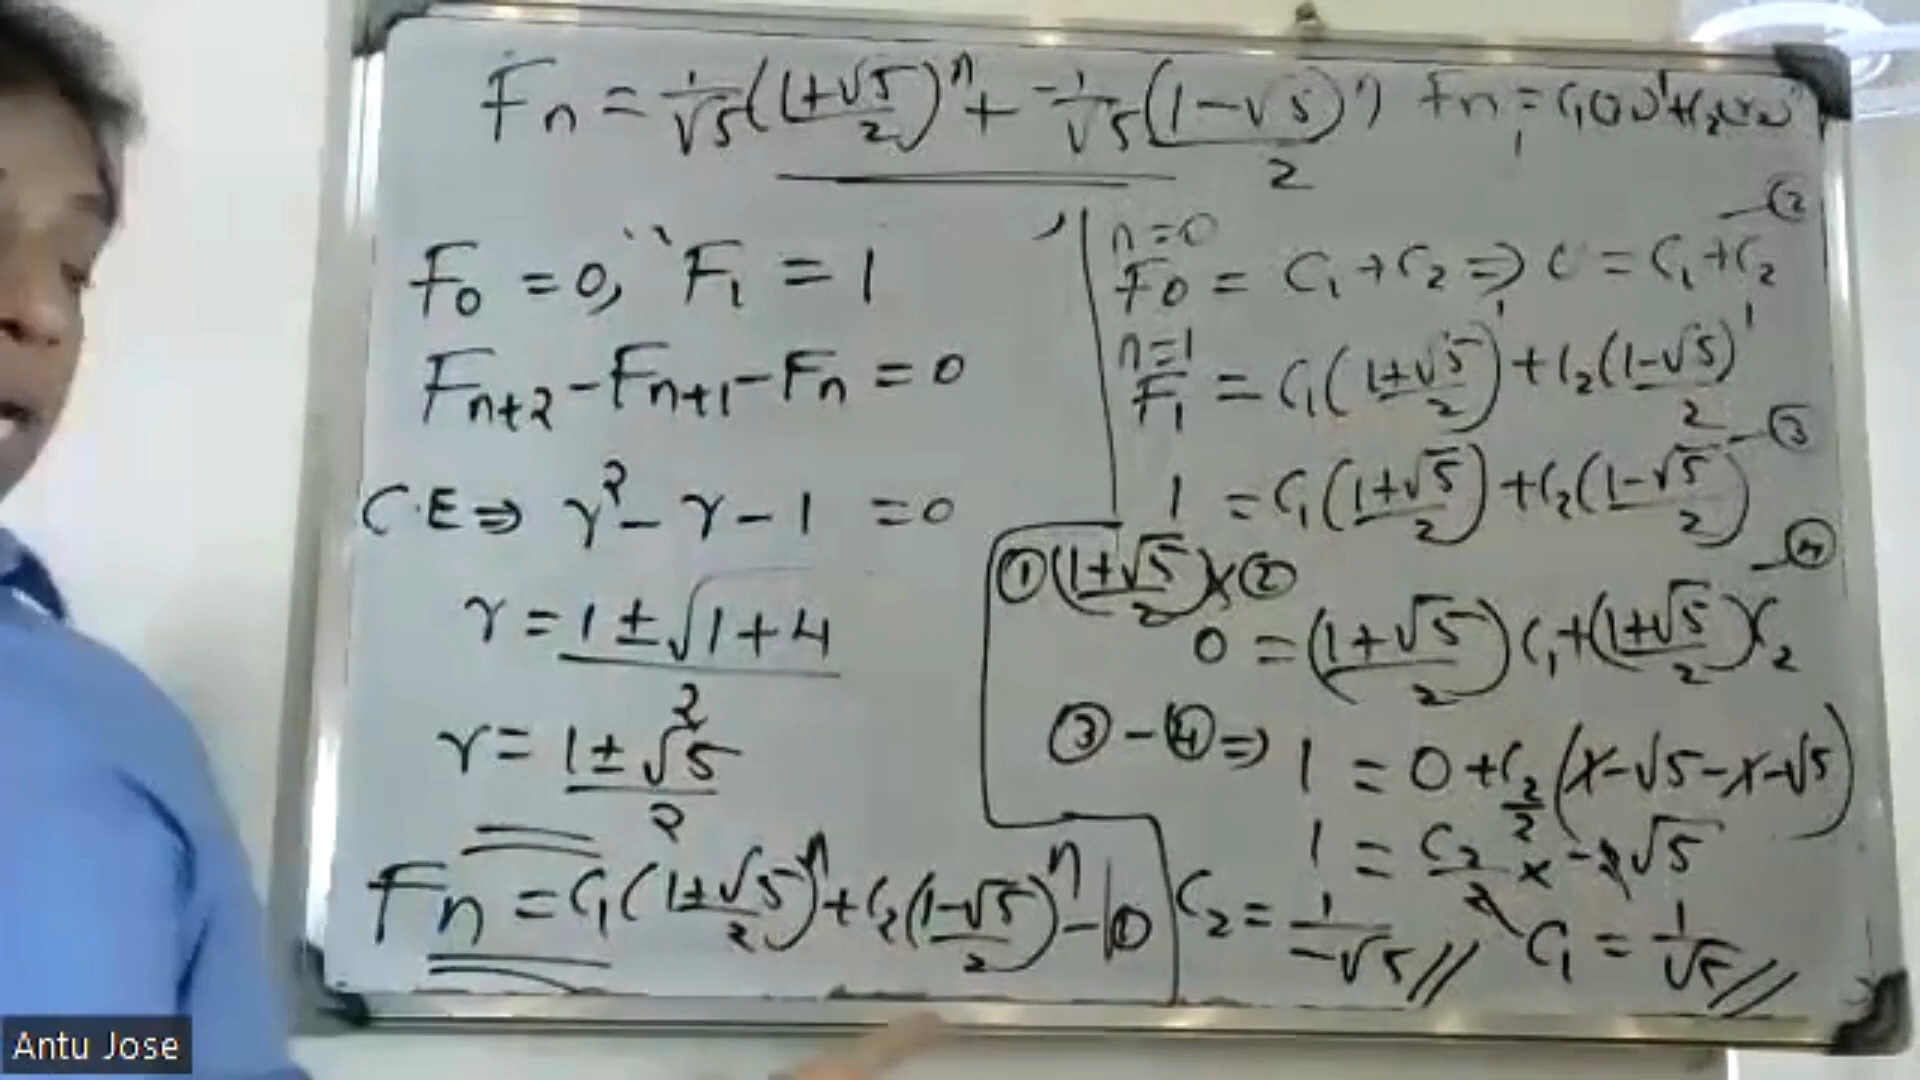 Fn = 1/√5 ((1+√5)/2)^n + -1/√5 ((1-√5)/2)^n
F0 = 0, F1 = 1
Fn+2 - Fn+1 - Fn = 0
C.E ⇒ r² - r - 1 = 0
r = (1 ± √(1+4))/2
r = (1 ± √5)/2
Fn = C1((1+√5)/2)^n + C2((1-√5)/2)^n - ①
n=0
F0 = C1 + C2 ⇒ 0 = C1 + C2 - ②
n=1
F1 = C1((1+√5)/2)^1 + C2((1-√5)/2)^1
1 = C1((1+√5)/2) + C2((1-√5)/2) - ③
① ((1+√5)/2) × ②
0 = ((1+√5)/2) C1 + ((1+√5)/2) C2 - ④
③ - ④ ⇒ 1 = 0 + C2/2 (1-√5-1-√5)
1 = C2/2 × -2√5
C2 = 1/-√5 // C1 = 1/√5 //
Antu Jose